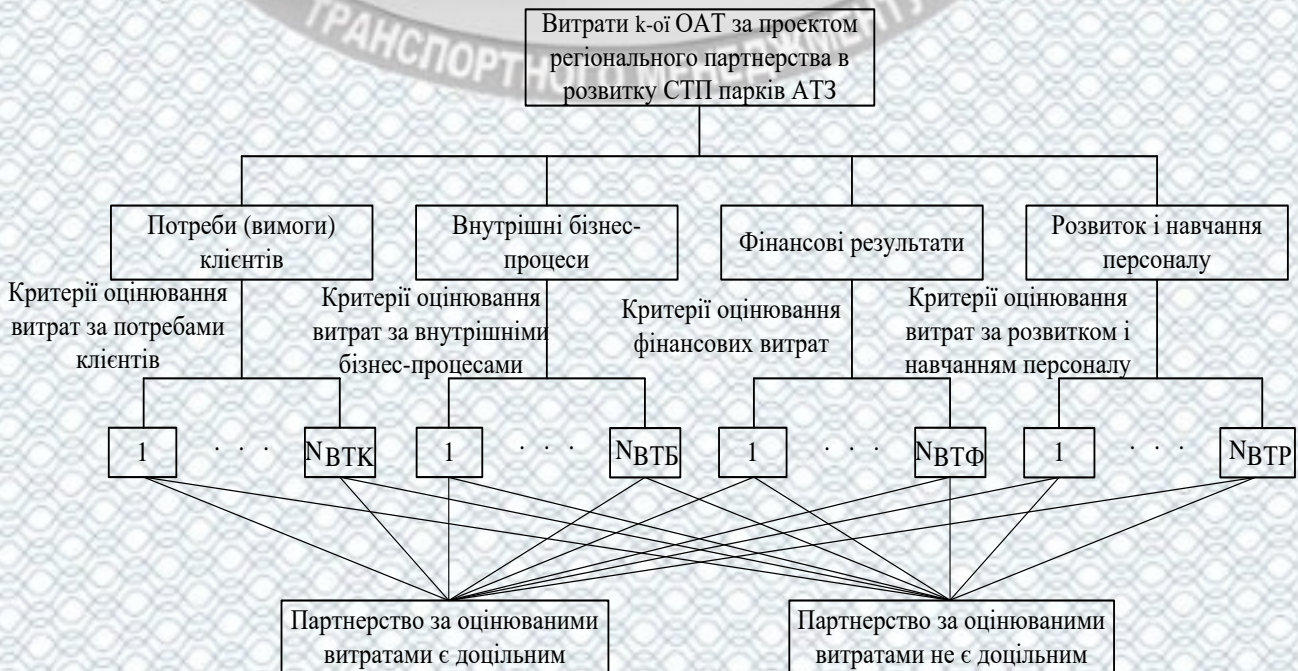 ТРАНСПОРТНОГО МЕНЕДЖМЕНТУ
Витрати k-ої ОАТ за проектом
регіонального партнерства в
розвитку СТП парків АТЗ
Потреби (вимоги)
клієнтів
Внутрішні бізнес-
процеси
Фінансові результати
Розвиток і навчання
персоналу
Критерії оцінювання
витрат за потребами
клієнтів
Критерії оцінювання
витрат за внутрішніми
бізнес-процесами
Критерії оцінювання
фінансових витрат
Критерії оцінювання
витрат за розвитком і
навчанням персоналу
1 . . . NВТК 1 . . . NВТБ 1 . . . NВТФ 1 . . . NВТР
Партнерство за оцінюваними
витратами є доцільним
Партнерство за оцінюваними
витратами не є доцільним